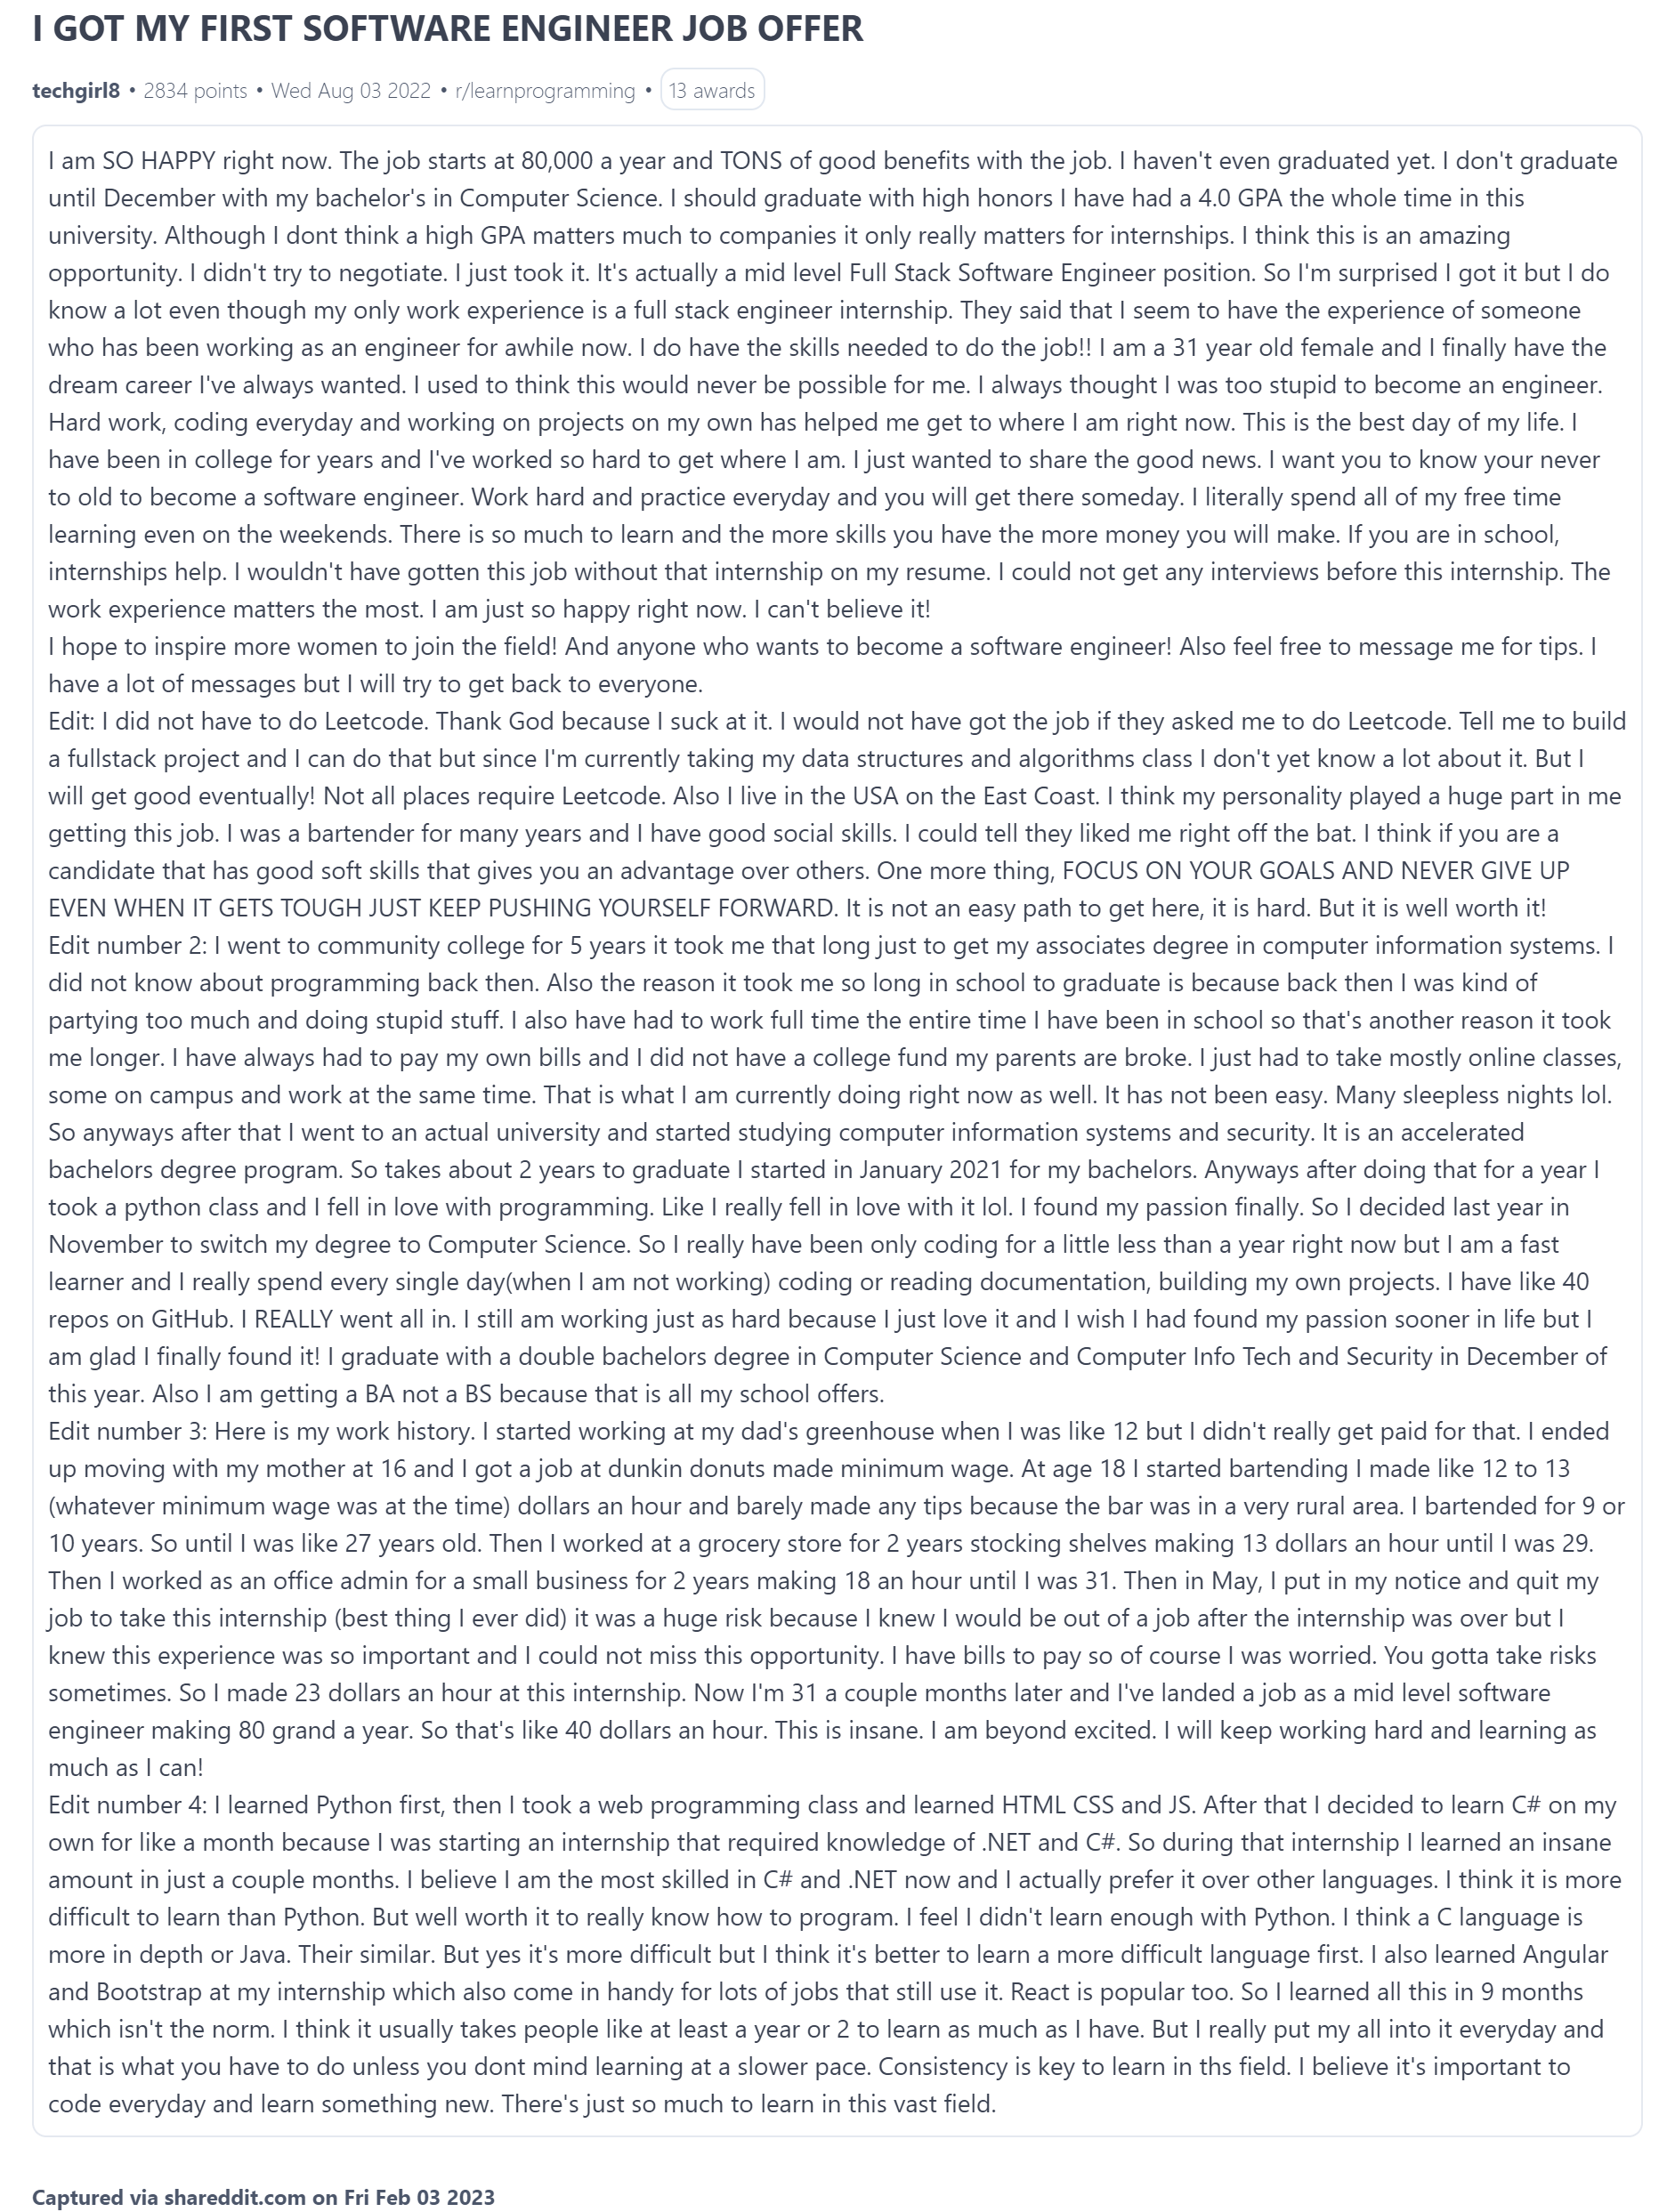 I GOT MY FIRST SOFTWARE ENGINEER JOB OFFER
techgirl8 • 2834 points • Wed Aug 03 2022 • r/learnprogramming • 13 awards
I am SO HAPPY right now. The job starts at 80,000 a year and TONS of good benefits with the job. I haven't even graduated yet. I don't graduate
until December with my bachelor's in Computer Science. I should graduate with high honors I have had a 4.0 GPA the whole time in this
university. Although I dont think a high GPA matters much to companies it only really matters for internships. I think this is an amazing
opportunity. I didn't try to negotiate. I just took it. It's actually a mid level Full Stack Software Engineer position. So I'm surprised I got it but I do
know a lot even though my only work experience is a full stack engineer internship. They said that I seem to have the experience of someone
who has been working as an engineer for awhile now. I do have the skills needed to do the job!! I am a 31 year old female and I finally have the
dream career I've always wanted. I used to think this would never be possible for me. I always thought I was too stupid to become an engineer.
Hard work, coding everyday and working on projects on my own has helped me get to where I am right now. This is the best day of my life. I
have been in college for years and I've worked so hard to get where I am. I just wanted to share the good news. I want you to know your never
to old to become a software engineer. Work hard and practice everyday and you will get there someday. I literally spend all of my free time
learning even on the weekends. There is so much to learn and the more skills you have the more money you will make. If you are in school,
internships help. I wouldn't have gotten this job without that internship on my resume. I could not get any interviews before this internship. The
work experience matters the most. I am just so happy right now. I can't believe it!
I hope to inspire more women to join the field! And anyone who wants to become a software engineer! Also feel free to message me for tips. I
have a lot of messages but I will try to get back to everyone.
Edit: I did not have to do Leetcode. Thank God because I suck at it. I would not have got the job if they asked me to do Leetcode. Tell me to build
a fullstack project and I can do that but since I'm currently taking my data structures and algorithms class I don't yet know a lot about it. But I
will get good eventually! Not all places require Leetcode. Also I live in the USA on the East Coast. I think my personality played a huge part in me
getting this job. I was a bartender for many years and I have good social skills. I could tell they liked me right off the bat. I think if you are a
candidate that has good soft skills that gives you an advantage over others. One more thing, FOCUS ON YOUR GOALS AND NEVER GIVE UP
EVEN WHEN IT GETS TOUGH JUST KEEP PUSHING YOURSELF FORWARD. It is not an easy path to get here, it is hard. But it is well worth it!
Edit number 2: I went to community college for 5 years it took me that long just to get my associates degree in computer information systems. I
did not know about programming back then. Also the reason it took me so long in school to graduate is because back then I was kind of
partying too much and doing stupid stuff. I also have had to work full time the entire time I have been in school so that's another reason it took
me longer. I have always had to pay my own bills and I did not have a college fund my parents are broke. I just had to take mostly online classes,
some on campus and work at the same time. That is what I am currently doing right now as well. It has not been easy. Many sleepless nights lol.
So anyways after that I went to an actual university and started studying computer information systems and security. It is an accelerated
bachelors degree program. So takes about 2 years to graduate I started in January 2021 for my bachelors. Anyways after doing that for a year I
took a python class and I fell in love with programming. Like I really fell in love with it lol. I found my passion finally. So I decided last year in
November to switch my degree to Computer Science. So I really have been only coding for a little less than a year right now but I am a fast
learner and I really spend every single day(when I am not working) coding or reading documentation, building my own projects. I have like 40
repos on GitHub. I REALLY went all in. I still am working just as hard because I just love it and I wish I had found my passion sooner in life but I
am glad I finally found it! I graduate with a double bachelors degree in Computer Science and Computer Info Tech and Security in December of
this year. Also I am getting a BA not a BS because that is all my school offers.
Edit number 3: Here is my work history. I started working at my dad's greenhouse when I was like 12 but I didn't really get paid for that. I ended
up moving with my mother at 16 and I got a job at dunkin donuts made minimum wage. At age 18 I started bartending I made like 12 to 13
(whatever minimum wage was at the time) dollars an hour and barely made any tips because the bar was in a very rural area. I bartended for 9 or
10 years. So until I was like 27 years old. Then I worked at a grocery store for 2 years stocking shelves making 13 dollars an hour until I was 29.
Then I worked as an office admin for a small business for 2 years making 18 an hour until I was 31. Then in May, I put in my notice and quit my
job to take this internship (best thing I ever did) it was a huge risk because I knew I would be out of a job after the internship was over but I
knew this experience was so important and I could not miss this opportunity. I have bills to pay so of course I was worried. You gotta take risks
sometimes. So I made 23 dollars an hour at this internship. Now I'm 31 a couple months later and I've landed a job as a mid level software
engineer making 80 grand a year. So that's like 40 dollars an hour. This is insane. I am beyond excited. I will keep working hard and learning as
much as I can!
Edit number 4: I learned Python first, then I took a web programming class and learned HTML CSS and JS. After that I decided to learn C# on my
own for like a month because I was starting an internship that required knowledge of .NET and C#. So during that internship I learned an insane
amount in just a couple months. I believe I am the most skilled in C# and .NET now and I actually prefer it over other languages. I think it is more
difficult to learn than Python. But well worth it to really know how to program. I feel I didn't learn enough with Python. I think a C language is
more in depth or Java. Their similar. But yes it's more difficult but I think it's better to learn a more difficult language first. I also learned Angular
and Bootstrap at my internship which also come in handy for lots of jobs that still use it. React is popular too. So I learned all this in 9 months
which isn't the norm. I think it usually takes people like at least a year or 2 to learn as much as I have. But I really put my all into it everyday and
that is what you have to do unless you dont mind learning at a slower pace. Consistency is key to learn in ths field. I believe it's important to
code everyday and learn something new. There's just so much to learn in this vast field.
Captured via shareddit.com on Fri Feb 03 2023